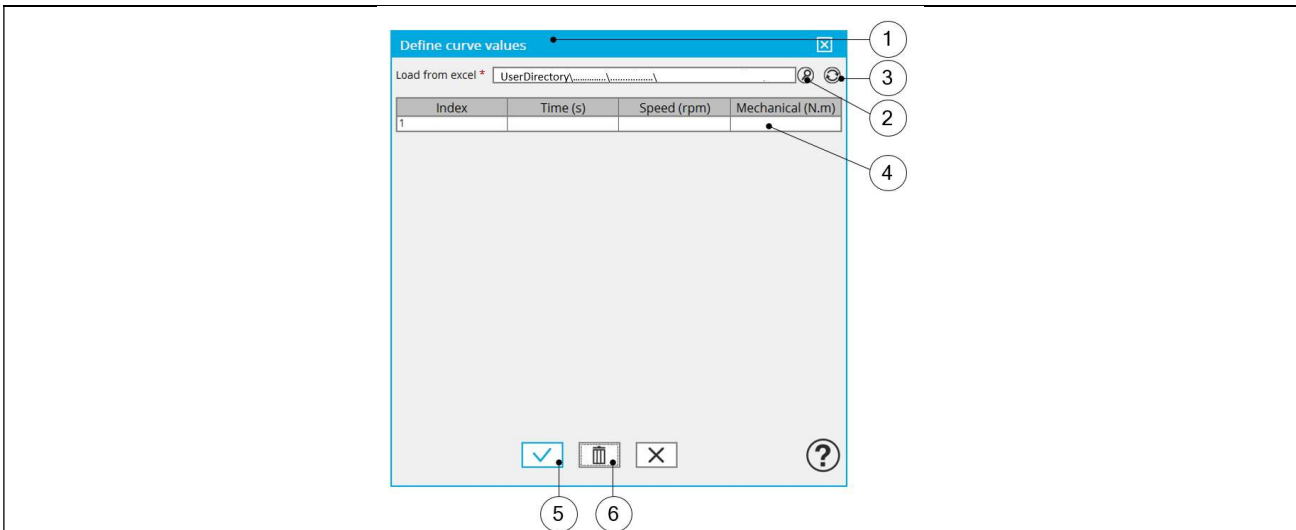 Define curve values
1
Load from excel * UserDirectory\..............\.................\
3
2
Index Time (s) Speed (rpm) Mechanical (N.m)
1
4
?
5 6